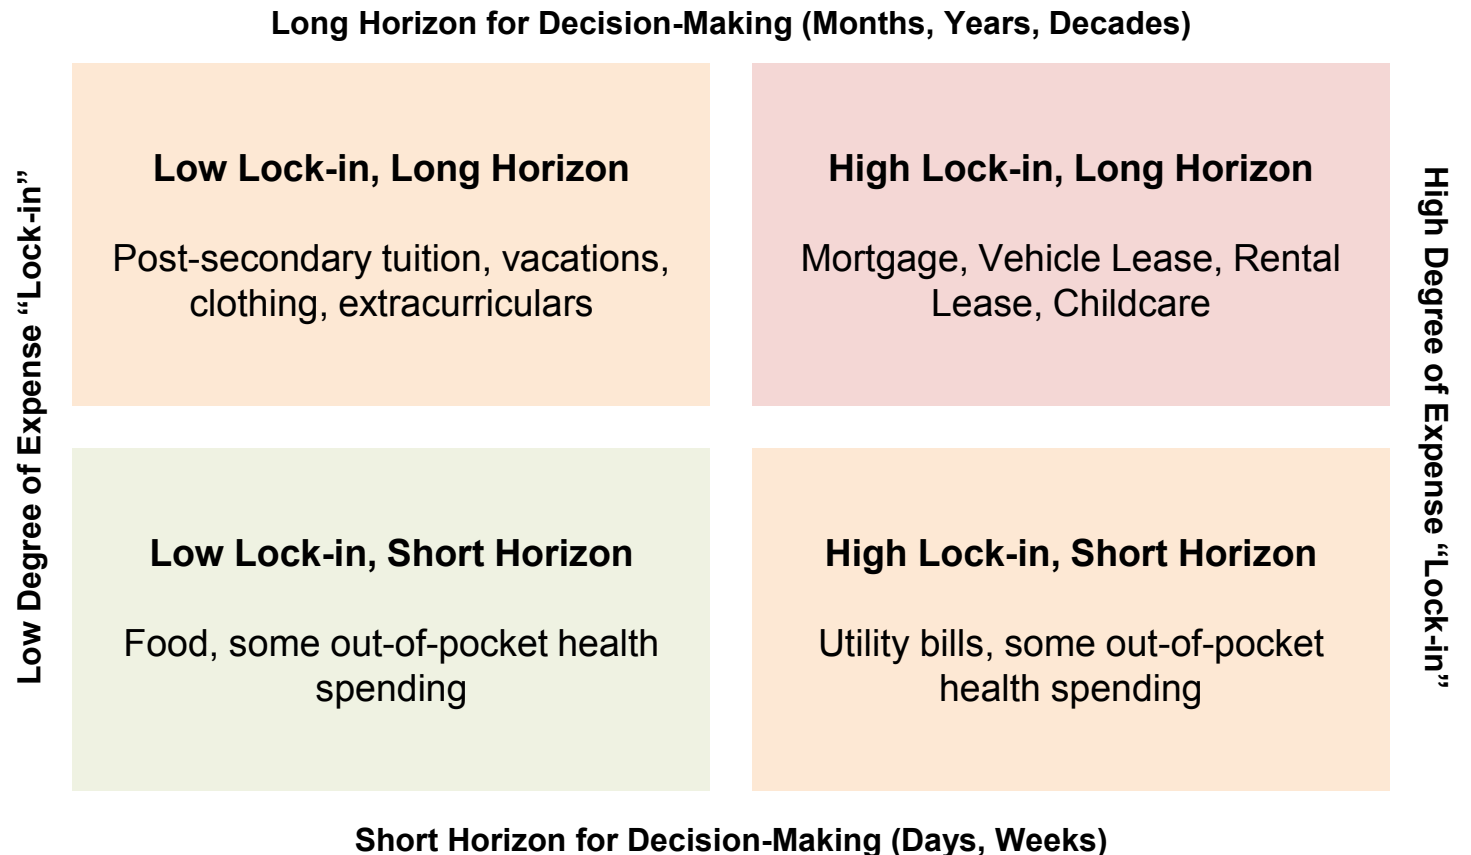 Long Horizon for Decision-Making (Months, Years, Decades)
Low Degree of Expense “Lock-in”
Low Lock-in, Long Horizon
Post-secondary tuition, vacations,
clothing, extracurriculars
High Lock-in, Long Horizon
Mortgage, Vehicle Lease, Rental
Lease, Childcare
High Degree of Expense “Lock-in”
Low Lock-in, Short Horizon
Food, some out-of-pocket health
spending
High Lock-in, Short Horizon
Utility bills, some out-of-pocket
health spending
Short Horizon for Decision-Making (Days, Weeks)